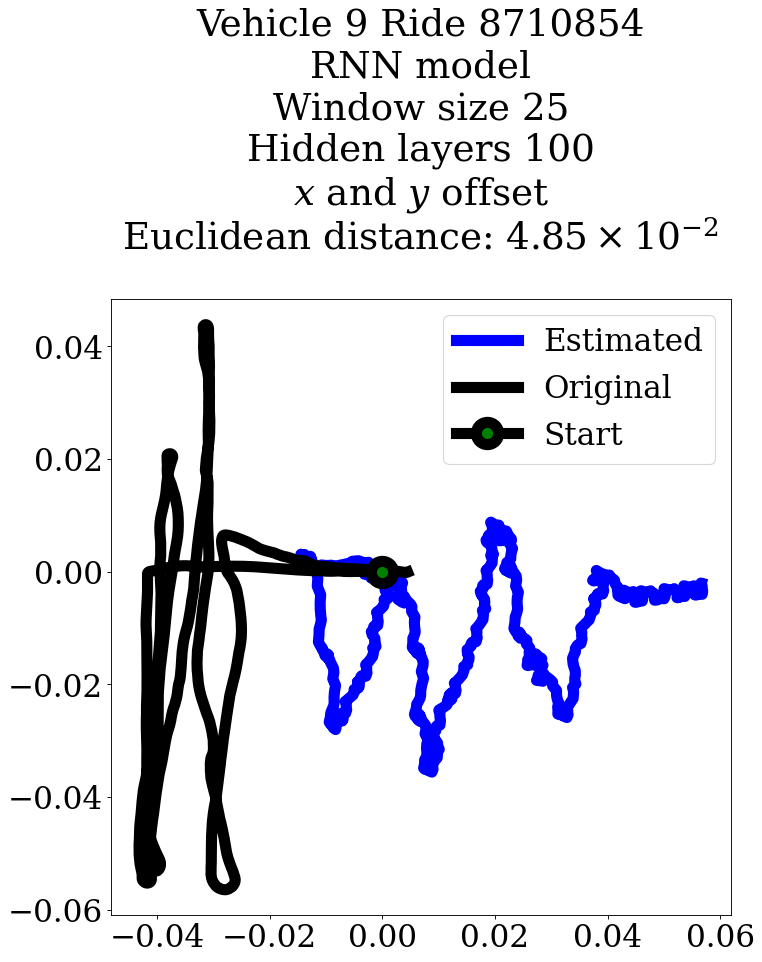 Vehicle 9 Ride 8710854
RNN model
Window size 25
Hidden layers 100
x and y offset
Euclidean distance: 4.85 × 10⁻²
Estimated
Original
Start
0.04
0.02
0.00
−0.02
−0.04
−0.06
−0.04 −0.02 0.00 0.02 0.04 0.06